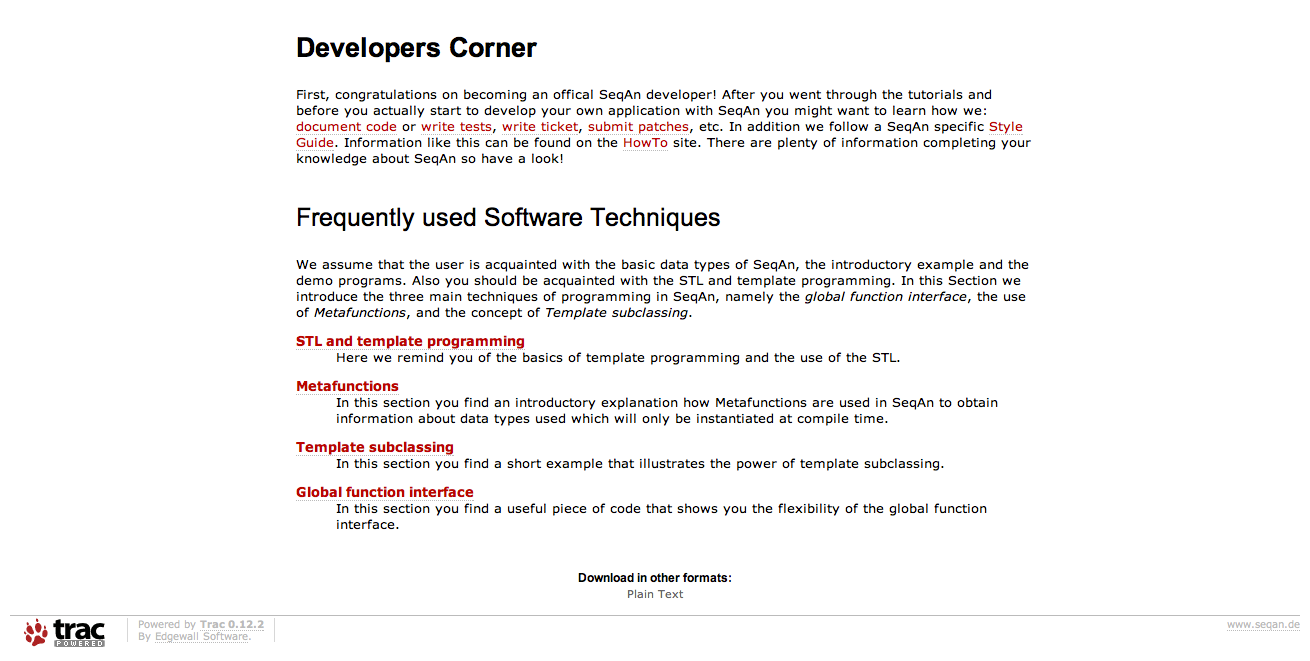 Developers Corner
First, congratulations on becoming an offical SeqAn developer! After you went through the tutorials and
before you actually start to develop your own application with SeqAn you might want to learn how we:
document code or write tests, write ticket, submit patches, etc. In addition we follow a SeqAn specific Style
Guide. Information like this can be found on the HowTo site. There are plenty of information completing your
knowledge about SeqAn so have a look!
Frequently used Software Techniques
We assume that the user is acquainted with the basic data types of SeqAn, the introductory example and the
demo programs. Also you should be acquainted with the STL and template programming. In this Section we
introduce the three main techniques of programming in SeqAn, namely the global function interface, the use
of Metafunctions, and the concept of Template subclassing.
STL and template programming
Here we remind you of the basics of template programming and the use of the STL.
Metafunctions
In this section you find an introductory explanation how Metafunctions are used in SeqAn to obtain
information about data types used which will only be instantiated at compile time.
Template subclassing
In this section you find a short example that illustrates the power of template subclassing.
Global function interface
In this section you find a useful piece of code that shows you the flexibility of the global function
interface.
Download in other formats:
Plain Text
trac
POWERED
Powered by Trac 0.12.2
By Edgewall Software.
www.seqan.de